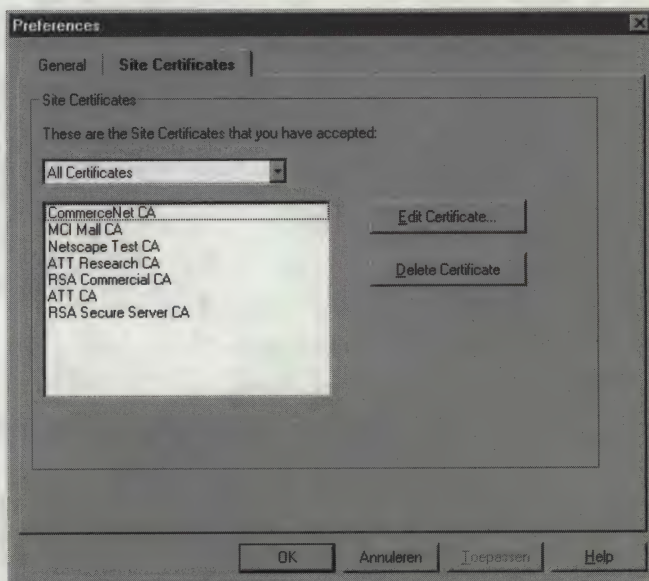 Preferences
General
Site Certificates
Site Certificates
These are the Site Certificates that you have accepted:
All Certificates
CommerceNet CA
MCI Mall CA
Netscape Test CA
ATT Research CA
RSA Commercial CA
ATT CA
RSA Secure Server CA
Edit Certificate...
Delete Certificate
OK
Annuleren
Toepassen
Help